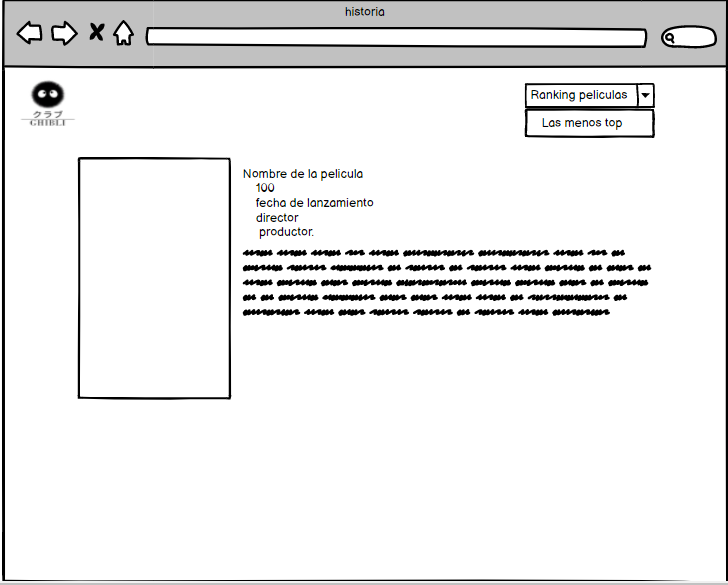 historia
クラブ
GHIBLI
Ranking peliculas
Las menos top
Nombre de la pelicula
100
fecha de lanzamiento
director
productor.